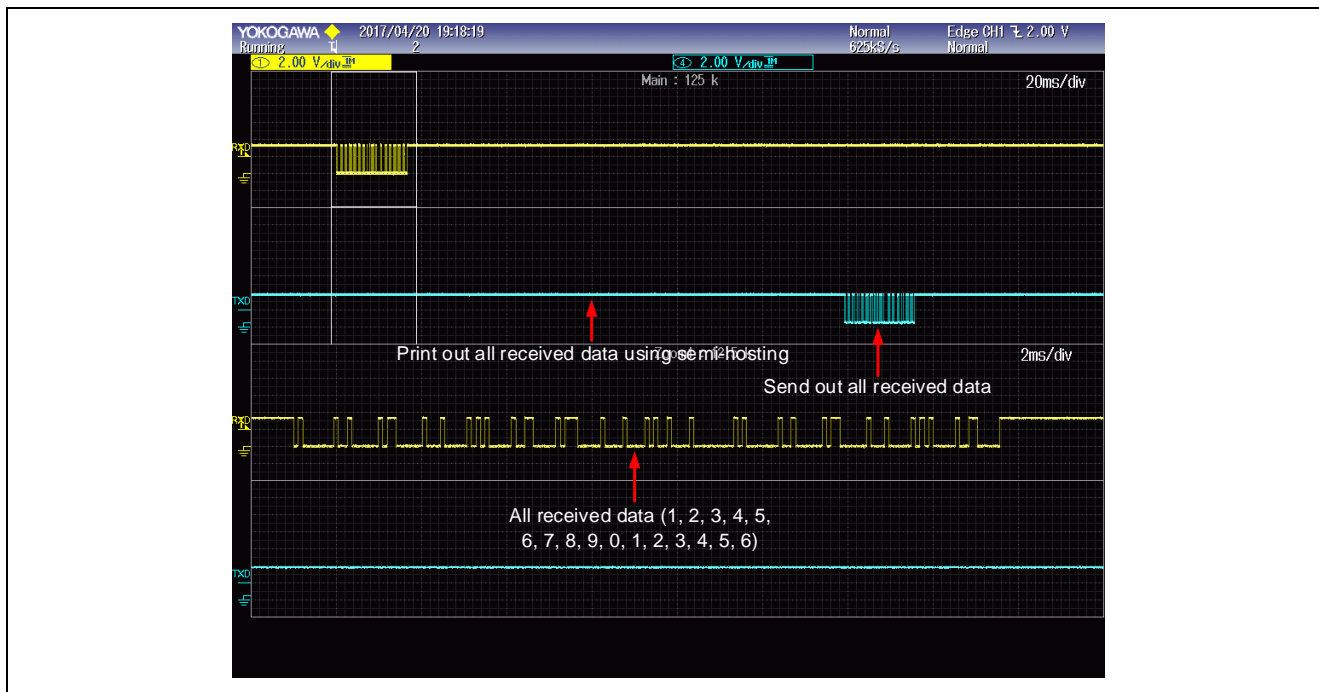 YOKOGAWA 2017/04/20 19:18:19 Normal Edge CH1 2.00 V
Running 2 625kS/s Normal
1 2.00 V/div 4 2.00 V/div
Main : 125 k 20ms/div
RXD
TXD
Print out all received data using semi-hosting
2ms/div
Send out all received data
RXD
All received data (1, 2, 3, 4, 5,
6, 7, 8, 9, 0, 1, 2, 3, 4, 5, 6)
TXD